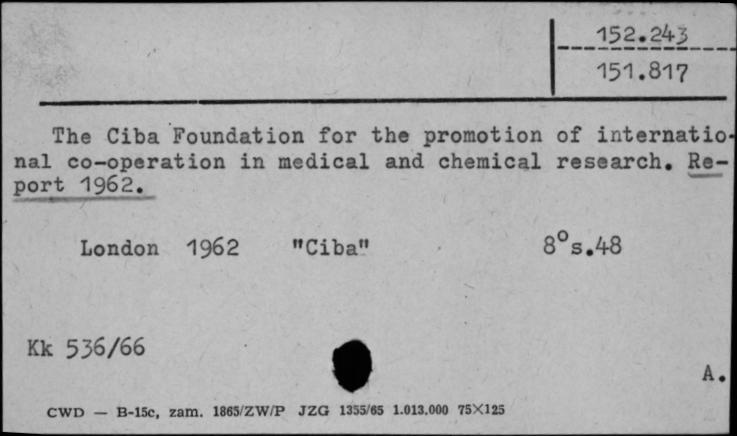 152.243
151.817
The Ciba Foundation for the promotion of internatio-
nal co-operation in medical and chemical research. Re-
port 1962.
London 1962 "Ciba" 8° s.48
Kk 536/66
A.
CWD — B-15c, zam. 1865/ZW/P JZG 1355/65 1.013.000 75×125